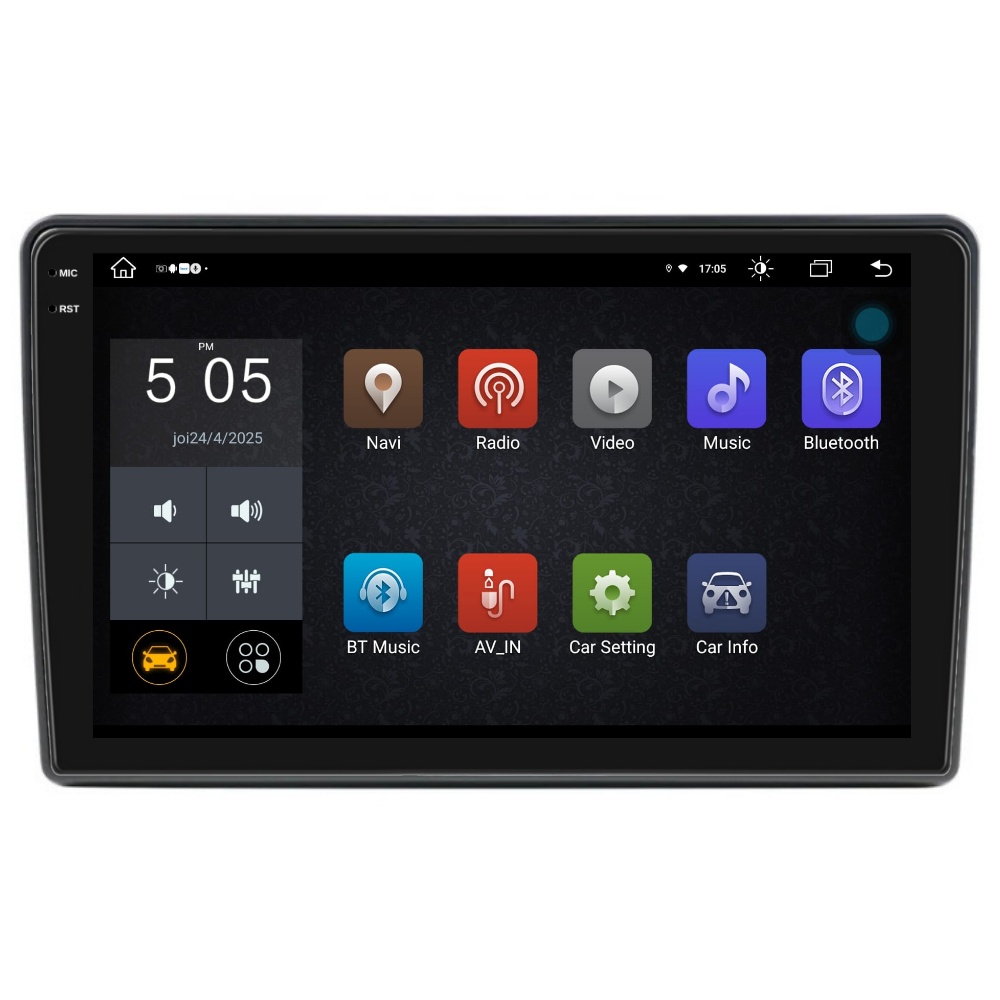 MIC
RST
17:05
PM
5 05
joi24/4/2025
Navi
Radio
Video
Music
Bluetooth
BT Music
AV_IN
Car Setting
Car Info